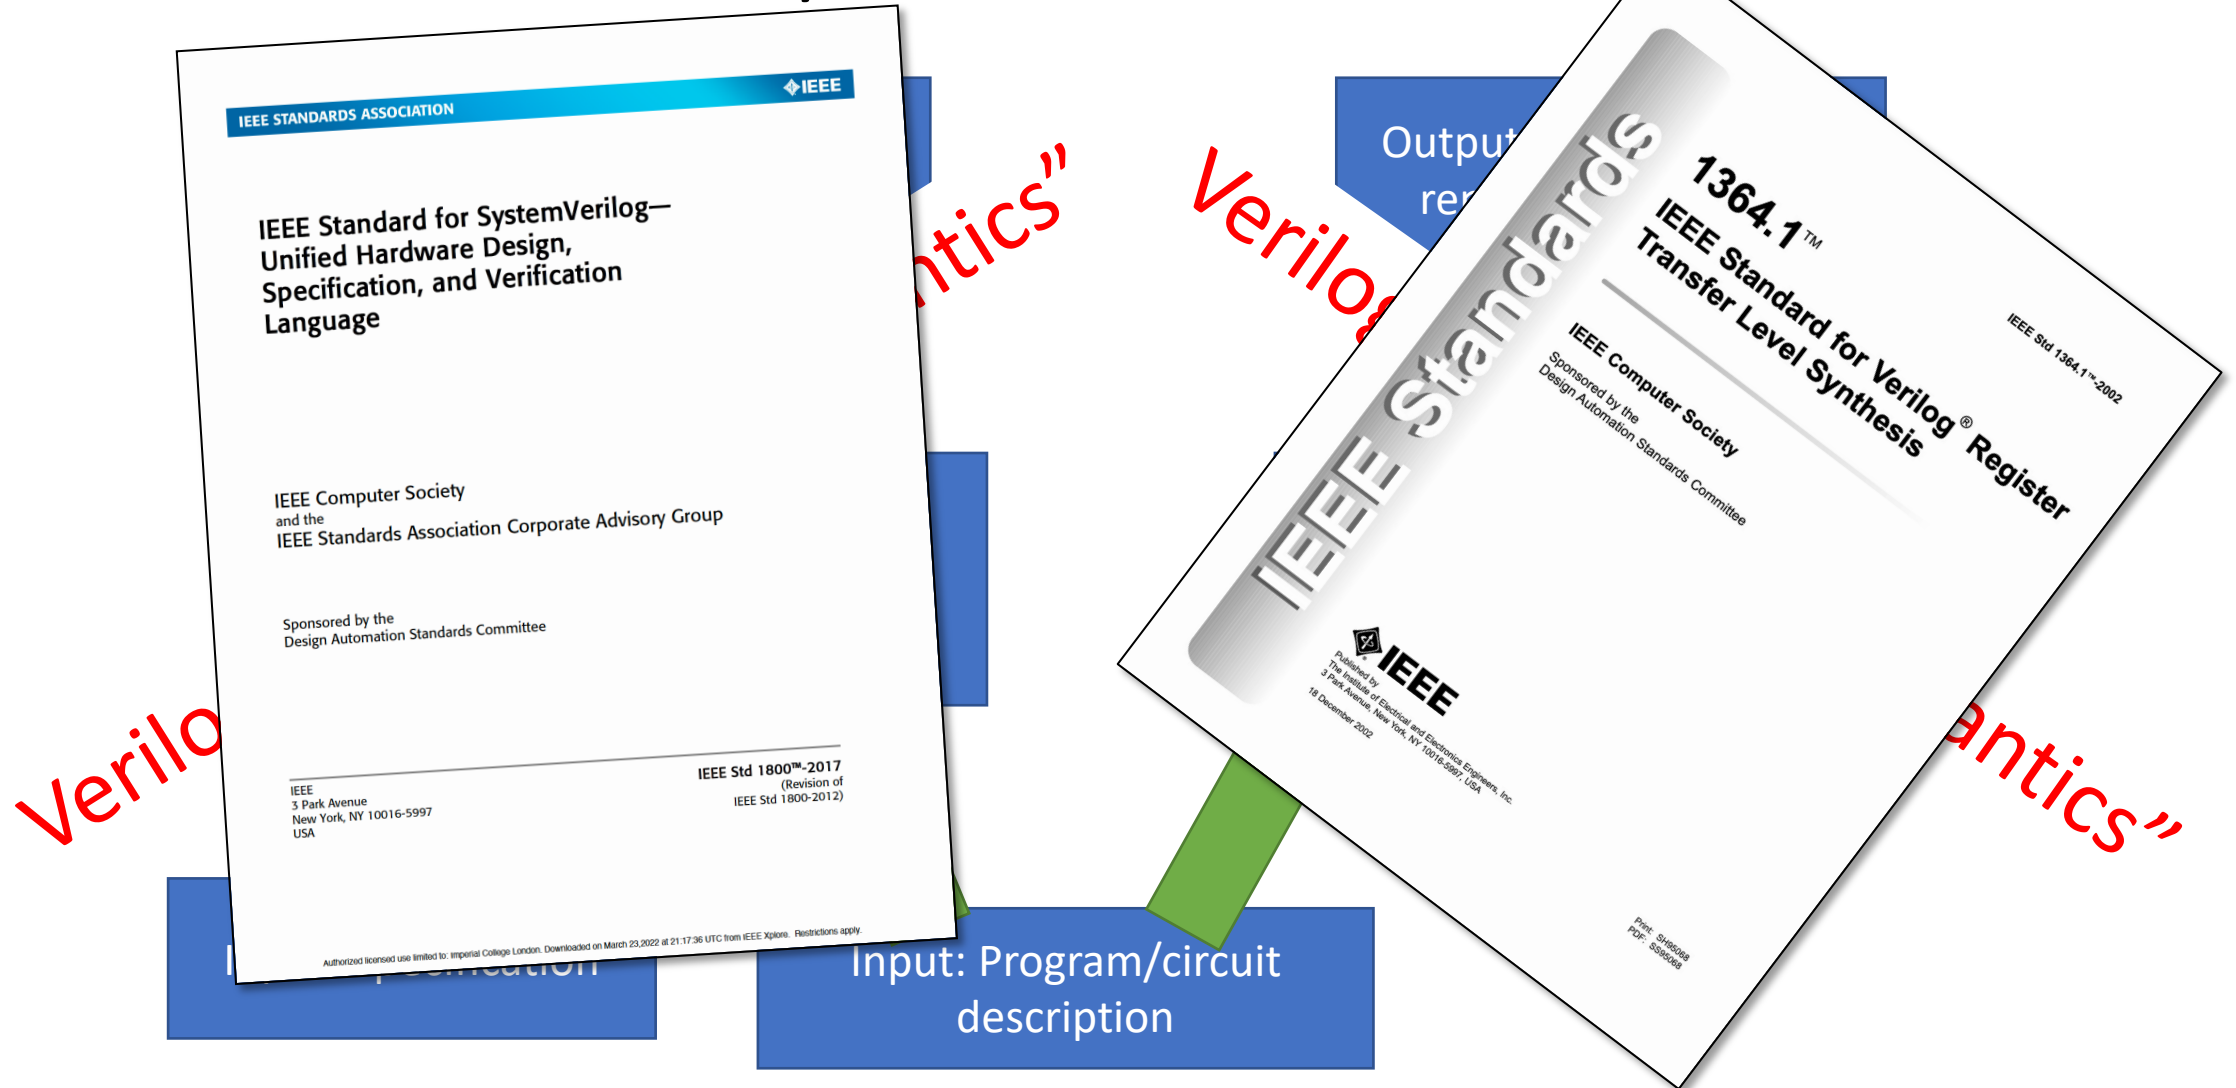 IEEE STANDARDS ASSOCIATION
IEEE
IEEE Standard for SystemVerilog—
Unified Hardware Design,
Specification, and Verification
Language
IEEE Computer Society
and the
IEEE Standards Association Corporate Advisory Group
Sponsored by the
Design Automation Standards Committee
IEEE
3 Park Avenue
New York, NY 10016-5997
USA
IEEE Std 1800™-2017
(Revision of
IEEE Std 1800-2012)
Authorized licensed use limited to: Imperial College London. Downloaded on March 23,2022 at 21:17:36 UTC from IEEE Xplore. Restrictions apply.
Input: Program/circuit
description
IEEE Standards
1364.1™
IEEE Standard for Verilog® Register
Transfer Level Synthesis
IEEE Computer Society
Sponsored by the
Design Automation Standards Committee
IEEE Std 1364.1™-2002
IEEE
Published by
The Institute of Electrical and Electronics Engineers, Inc.
3 Park Avenue, New York, NY 10016-5997, USA
18 December 2002
Print: SH95068
PDF: SS95068